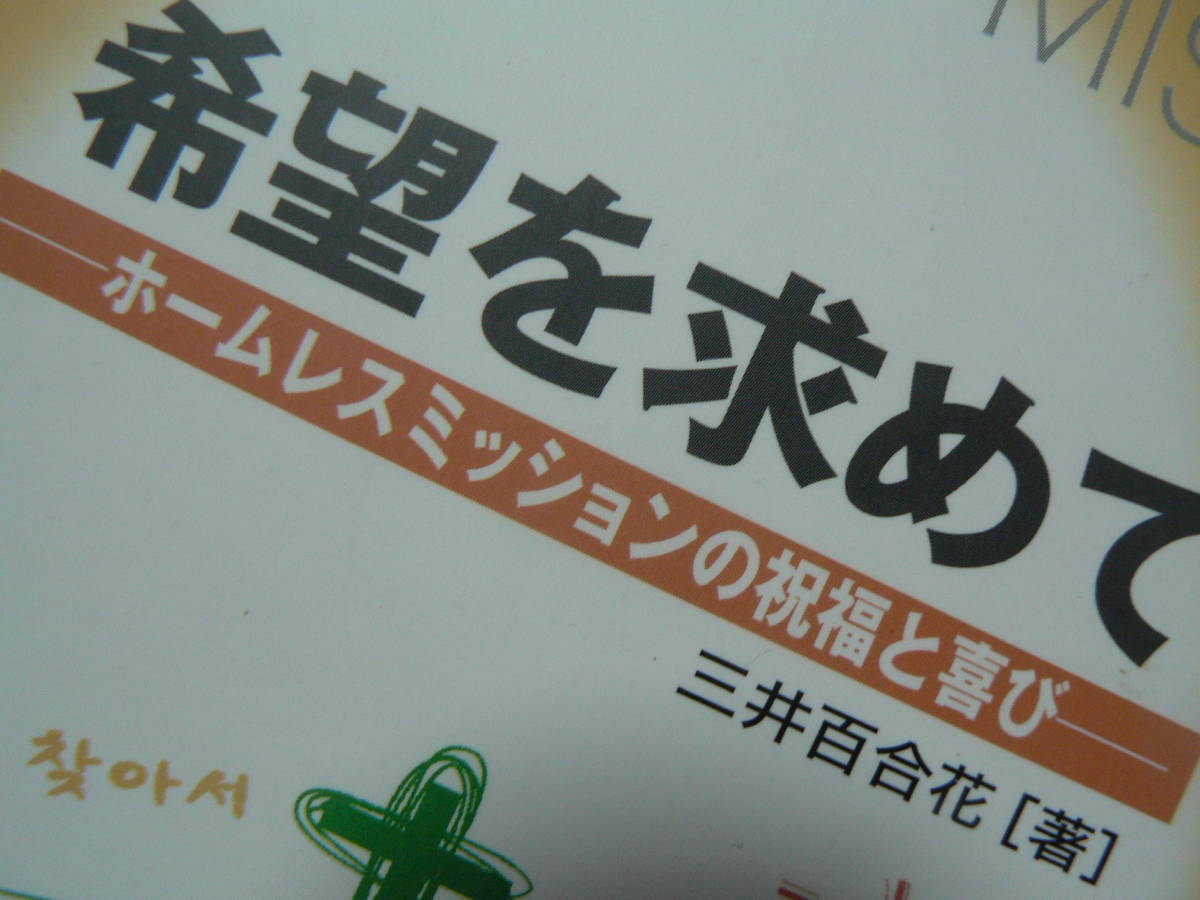 MIS
希望を求めて
―ホームレスミッションの祝福と喜び―
三井百合花[著]
찾아서